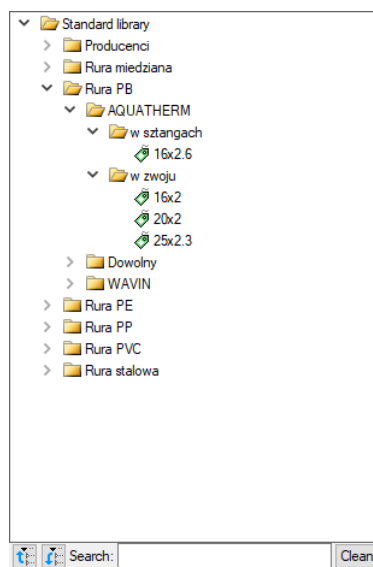 Standard library
Producenci
Rura miedziana
Rura PB
AQUATHERM
w sztangach
16x2.6
w zwoju
16x2
20x2
25x2.3
Dowolny
WAVIN
Rura PE
Rura PP
Rura PVC
Rura stalowa
Search: Clean